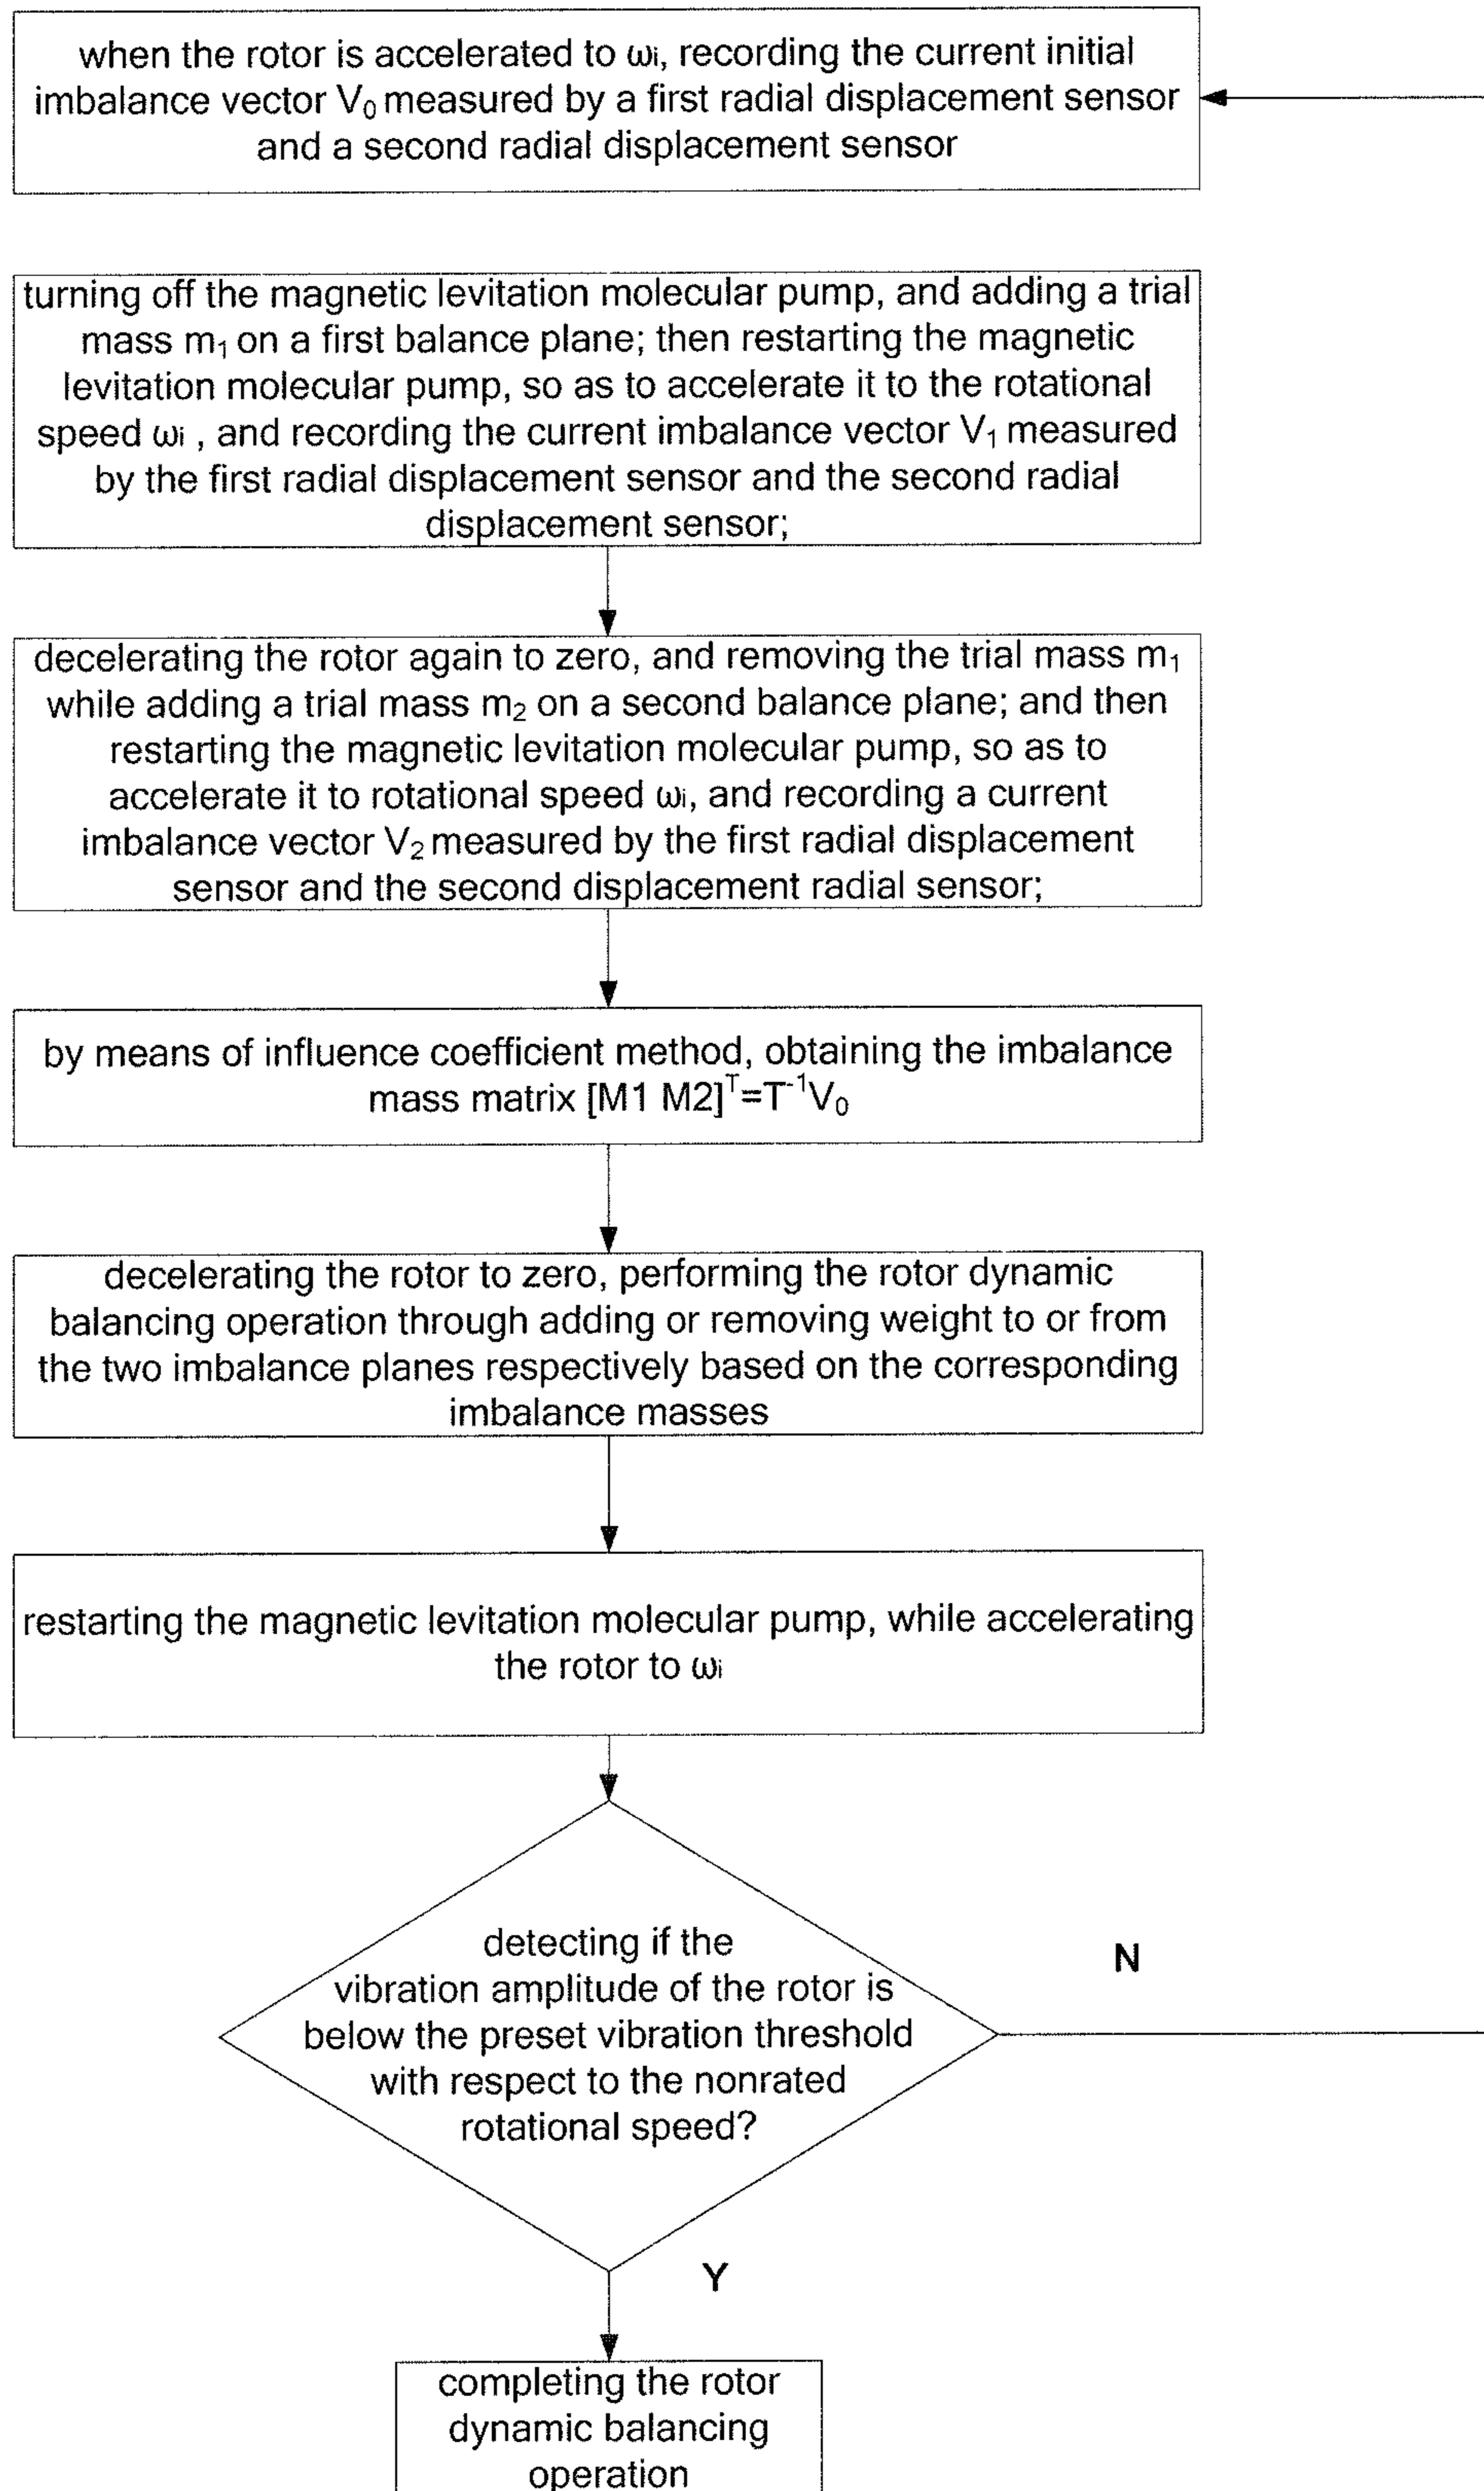 when the rotor is accelerated to ωi, recording the current initial
imbalance vector V₀ measured by a first radial displacement sensor
and a second radial displacement sensor
turning off the magnetic levitation molecular pump, and adding a trial
mass m₁ on a first balance plane; then restarting the magnetic
levitation molecular pump, so as to accelerate it to the rotational
speed ωi , and recording the current imbalance vector V₁ measured
by the first radial displacement sensor and the second radial
displacement sensor;
decelerating the rotor again to zero, and removing the trial mass m₁
while adding a trial mass m₂ on a second balance plane; and then
restarting the magnetic levitation molecular pump, so as to
accelerate it to rotational speed ωi, and recording a current
imbalance vector V₂ measured by the first radial displacement
sensor and the second displacement radial sensor;
by means of influence coefficient method, obtaining the imbalance
mass matrix [M1 M2]ᵀ=T⁻¹V₀
decelerating the rotor to zero, performing the rotor dynamic
balancing operation through adding or removing weight to or from
the two imbalance planes respectively based on the corresponding
imbalance masses
restarting the magnetic levitation molecular pump, while accelerating
the rotor to ωi
detecting if the
vibration amplitude of the rotor is
below the preset vibration threshold
with respect to the nonrated
rotational speed?
N
Y
completing the rotor
dynamic balancing
operation